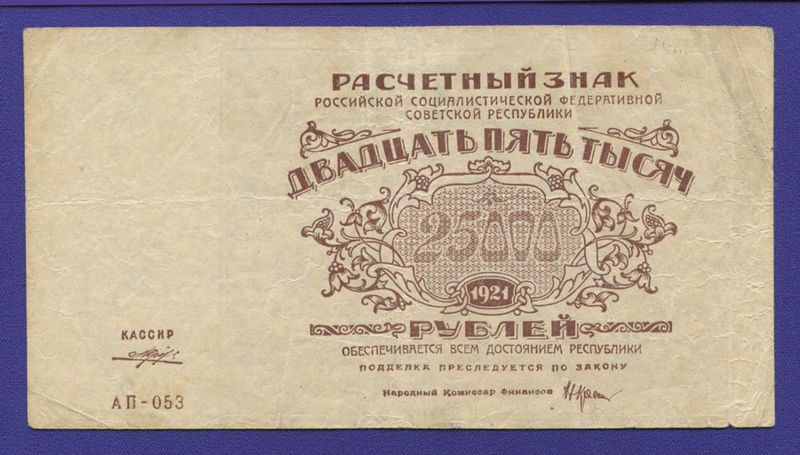 РАСЧЕТНЫЙ ЗНАК
РОССИЙСКОЙ СОЦИАЛИСТИЧЕСКОЙ ФЕДЕРАТИВНОЙ
СОВЕТСКОЙ РЕСПУБЛИКИ
ДВАДЦАТЬ ПЯТЬ ТЫСЯЧ
25000
1921
РУБЛЕЙ
ОБЕСПЕЧИВАЕТСЯ ВСЕМ ДОСТОЯНИЕМ РЕСПУБЛИКИ
ПОДДЕЛКА ПРЕСЛЕДУЕТСЯ ПО ЗАКОНУ
Народный Комиссар Финансов
КАССИР
АП-053